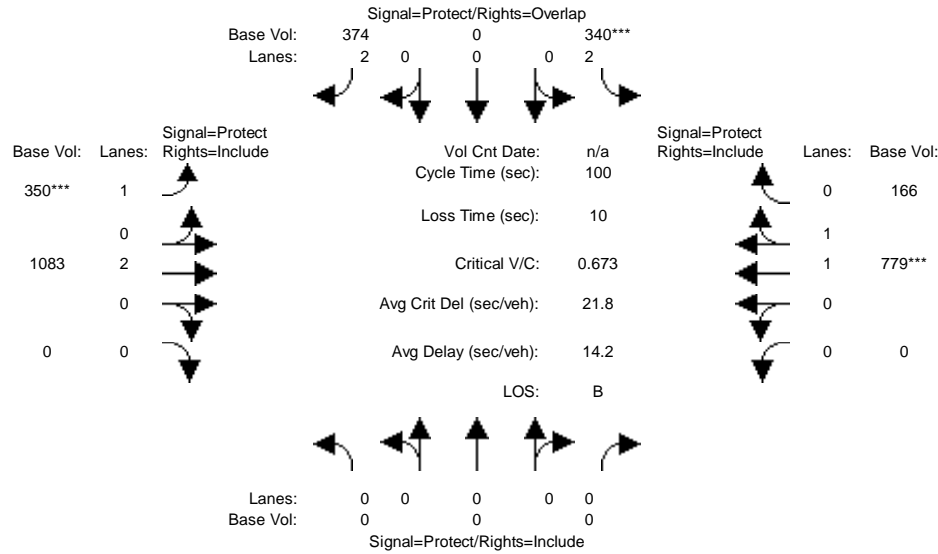 Signal=Protect/Rights=Overlap
Base Vol: 374 0 340***
Lanes: 2 0 0 0 2
Signal=Protect
Base Vol: Lanes: Rights=Include
Vol Cnt Date: n/a
Signal=Protect
Rights=Include Lanes: Base Vol:
Cycle Time (sec): 100
350*** 1
0 166
Loss Time (sec): 10
0
1
1083 2
Critical V/C: 0.673
1 779***
0
Avg Crit Del (sec/veh): 21.8
0
0 0
Avg Delay (sec/veh): 14.2
0 0
LOS: B
Lanes: 0 0 0 0 0
Base Vol: 0 0 0
Signal=Protect/Rights=Include